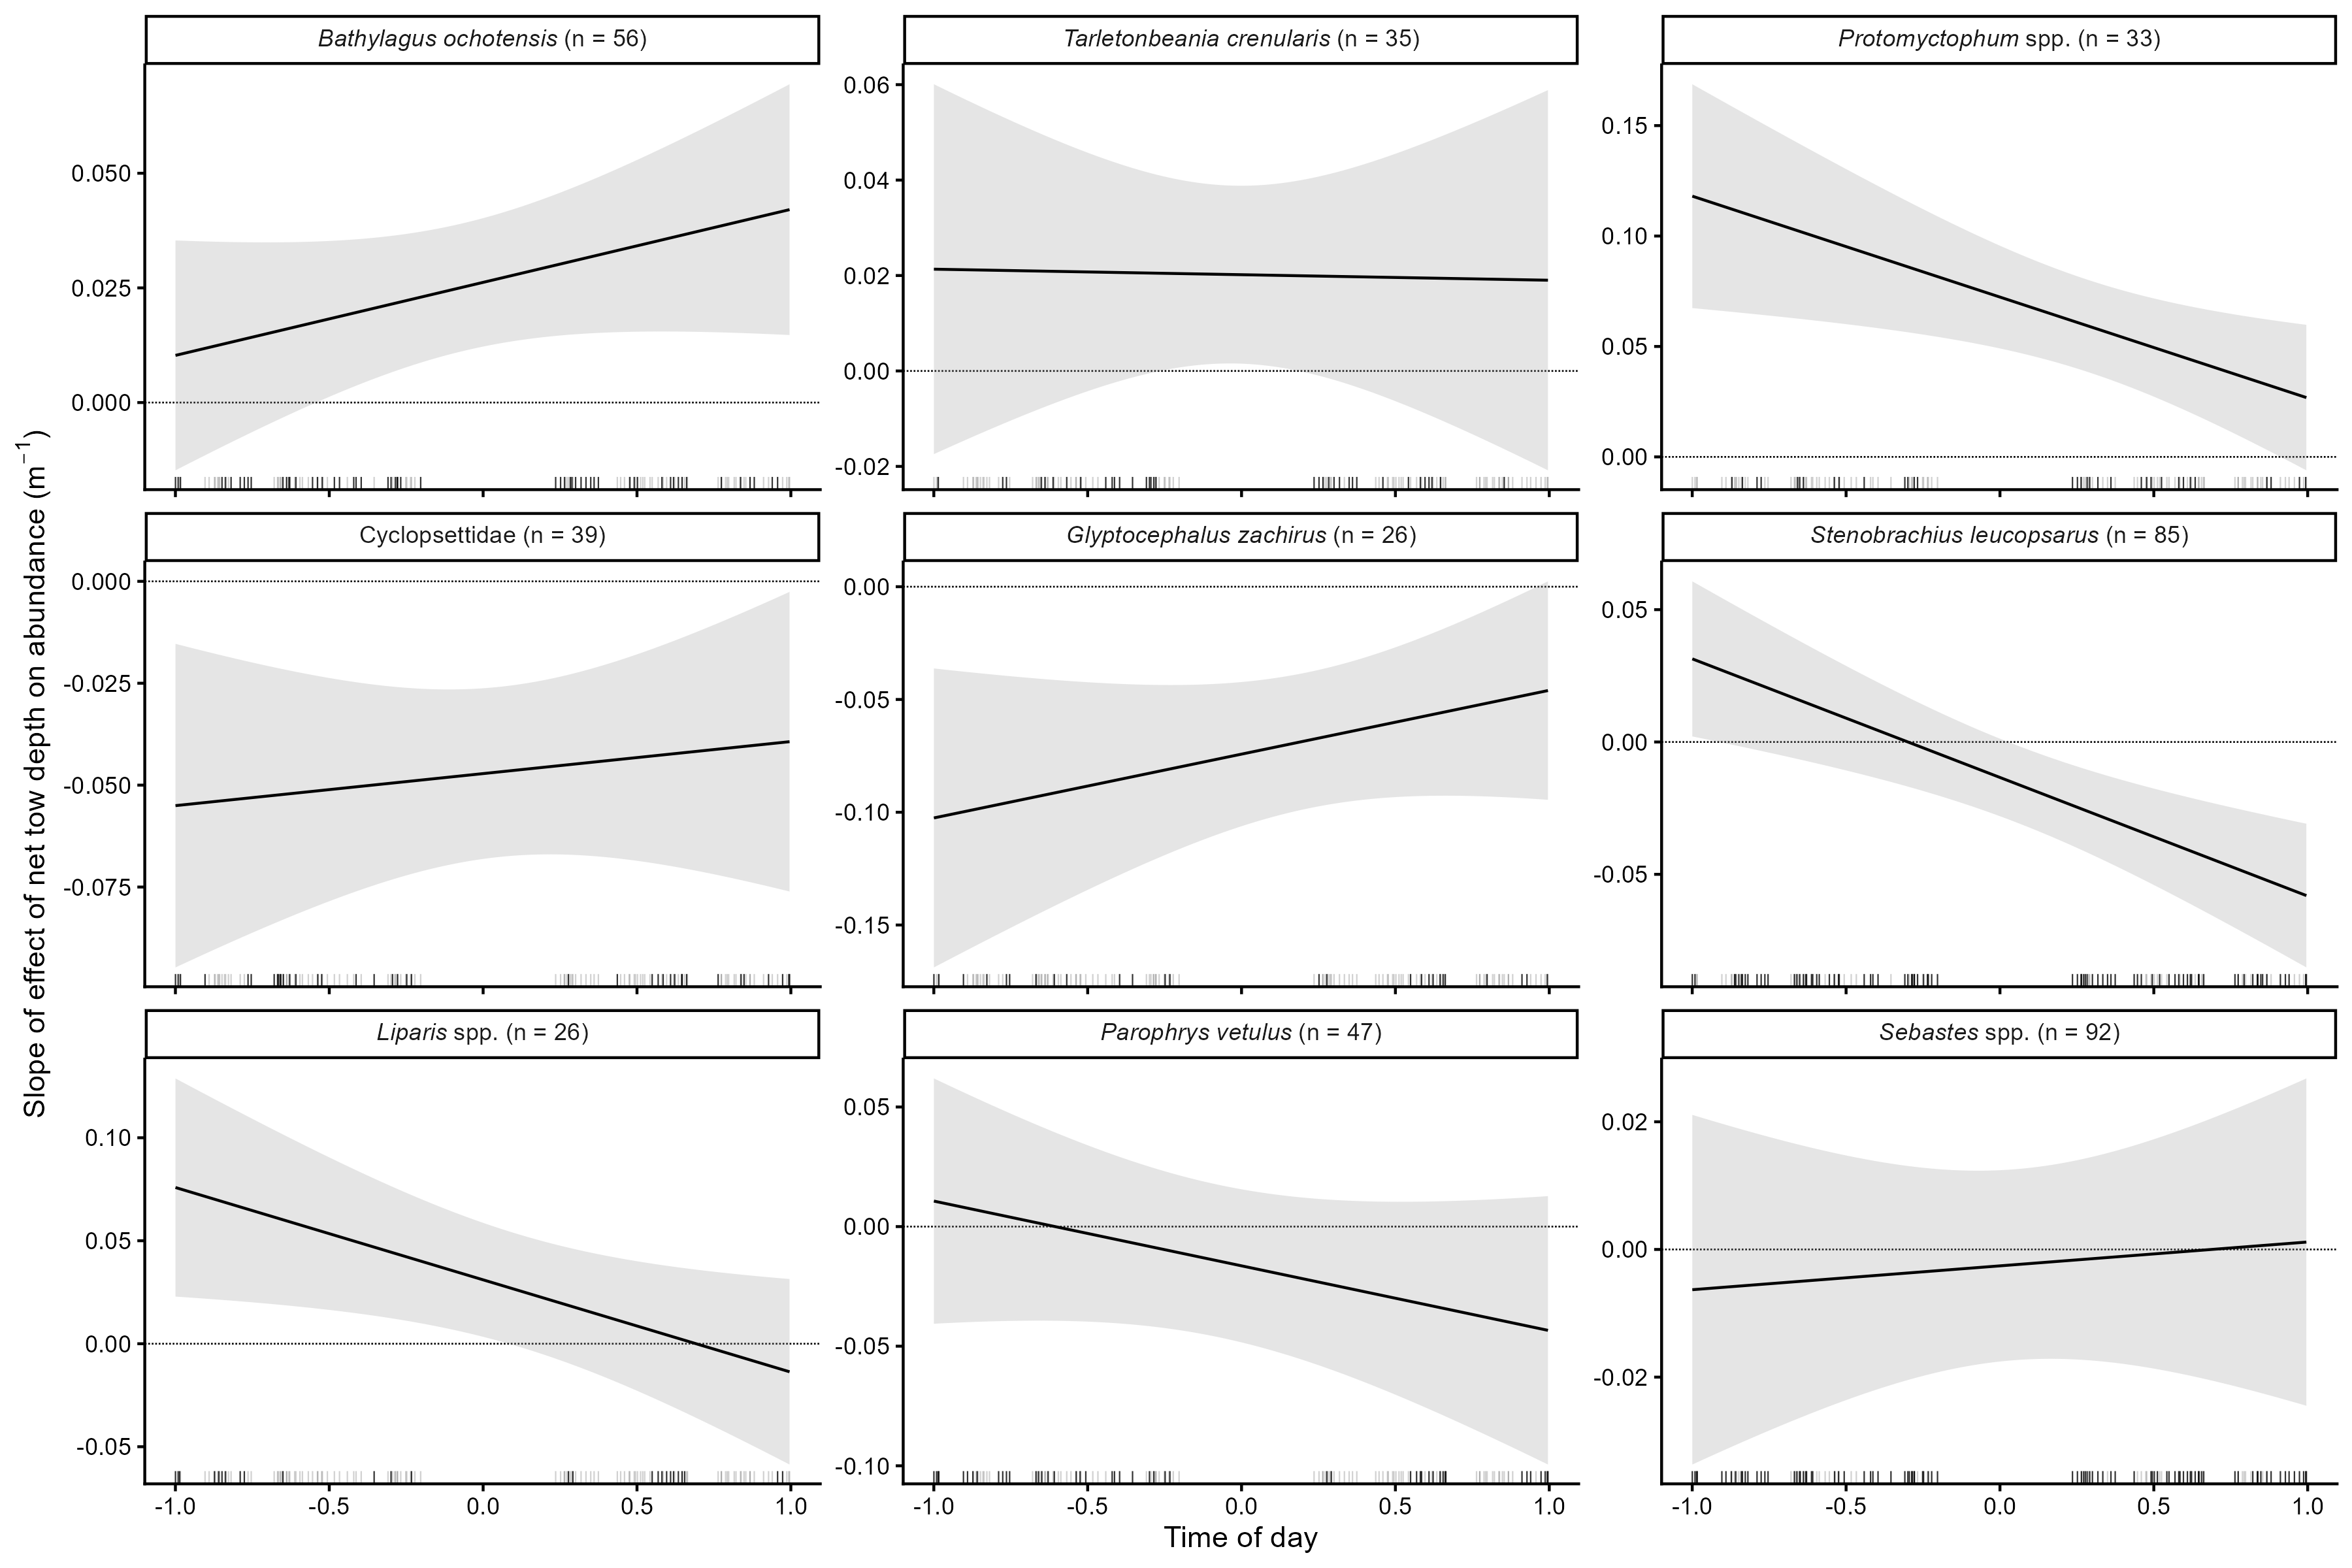 Bathylagus ochotensis (n = 56)
Tarletonbeania crenularis (n = 35)
Protomyctophum spp. (n = 33)
0.050
0.025
0.000
0.06
0.04
0.02
0.00
-0.02
0.15
0.10
0.05
0.00
Cyclopsettidae (n = 39)
Glyptocephalus zachirus (n = 26)
Stenobrachius leucopsarus (n = 85)
0.000
-0.025
-0.050
-0.075
0.00
-0.05
-0.10
-0.15
0.05
0.00
-0.05
Liparis spp. (n = 26)
Parophrys vetulus (n = 47)
Sebastes spp. (n = 92)
0.10
0.05
0.00
-0.05
0.05
0.00
-0.05
-0.10
0.02
0.00
-0.02
-1.0 -0.5 0.0 0.5 1.0
-1.0 -0.5 0.0 0.5 1.0
-1.0 -0.5 0.0 0.5 1.0
Time of day
Slope of effect of net tow depth on abundance (m⁻¹)